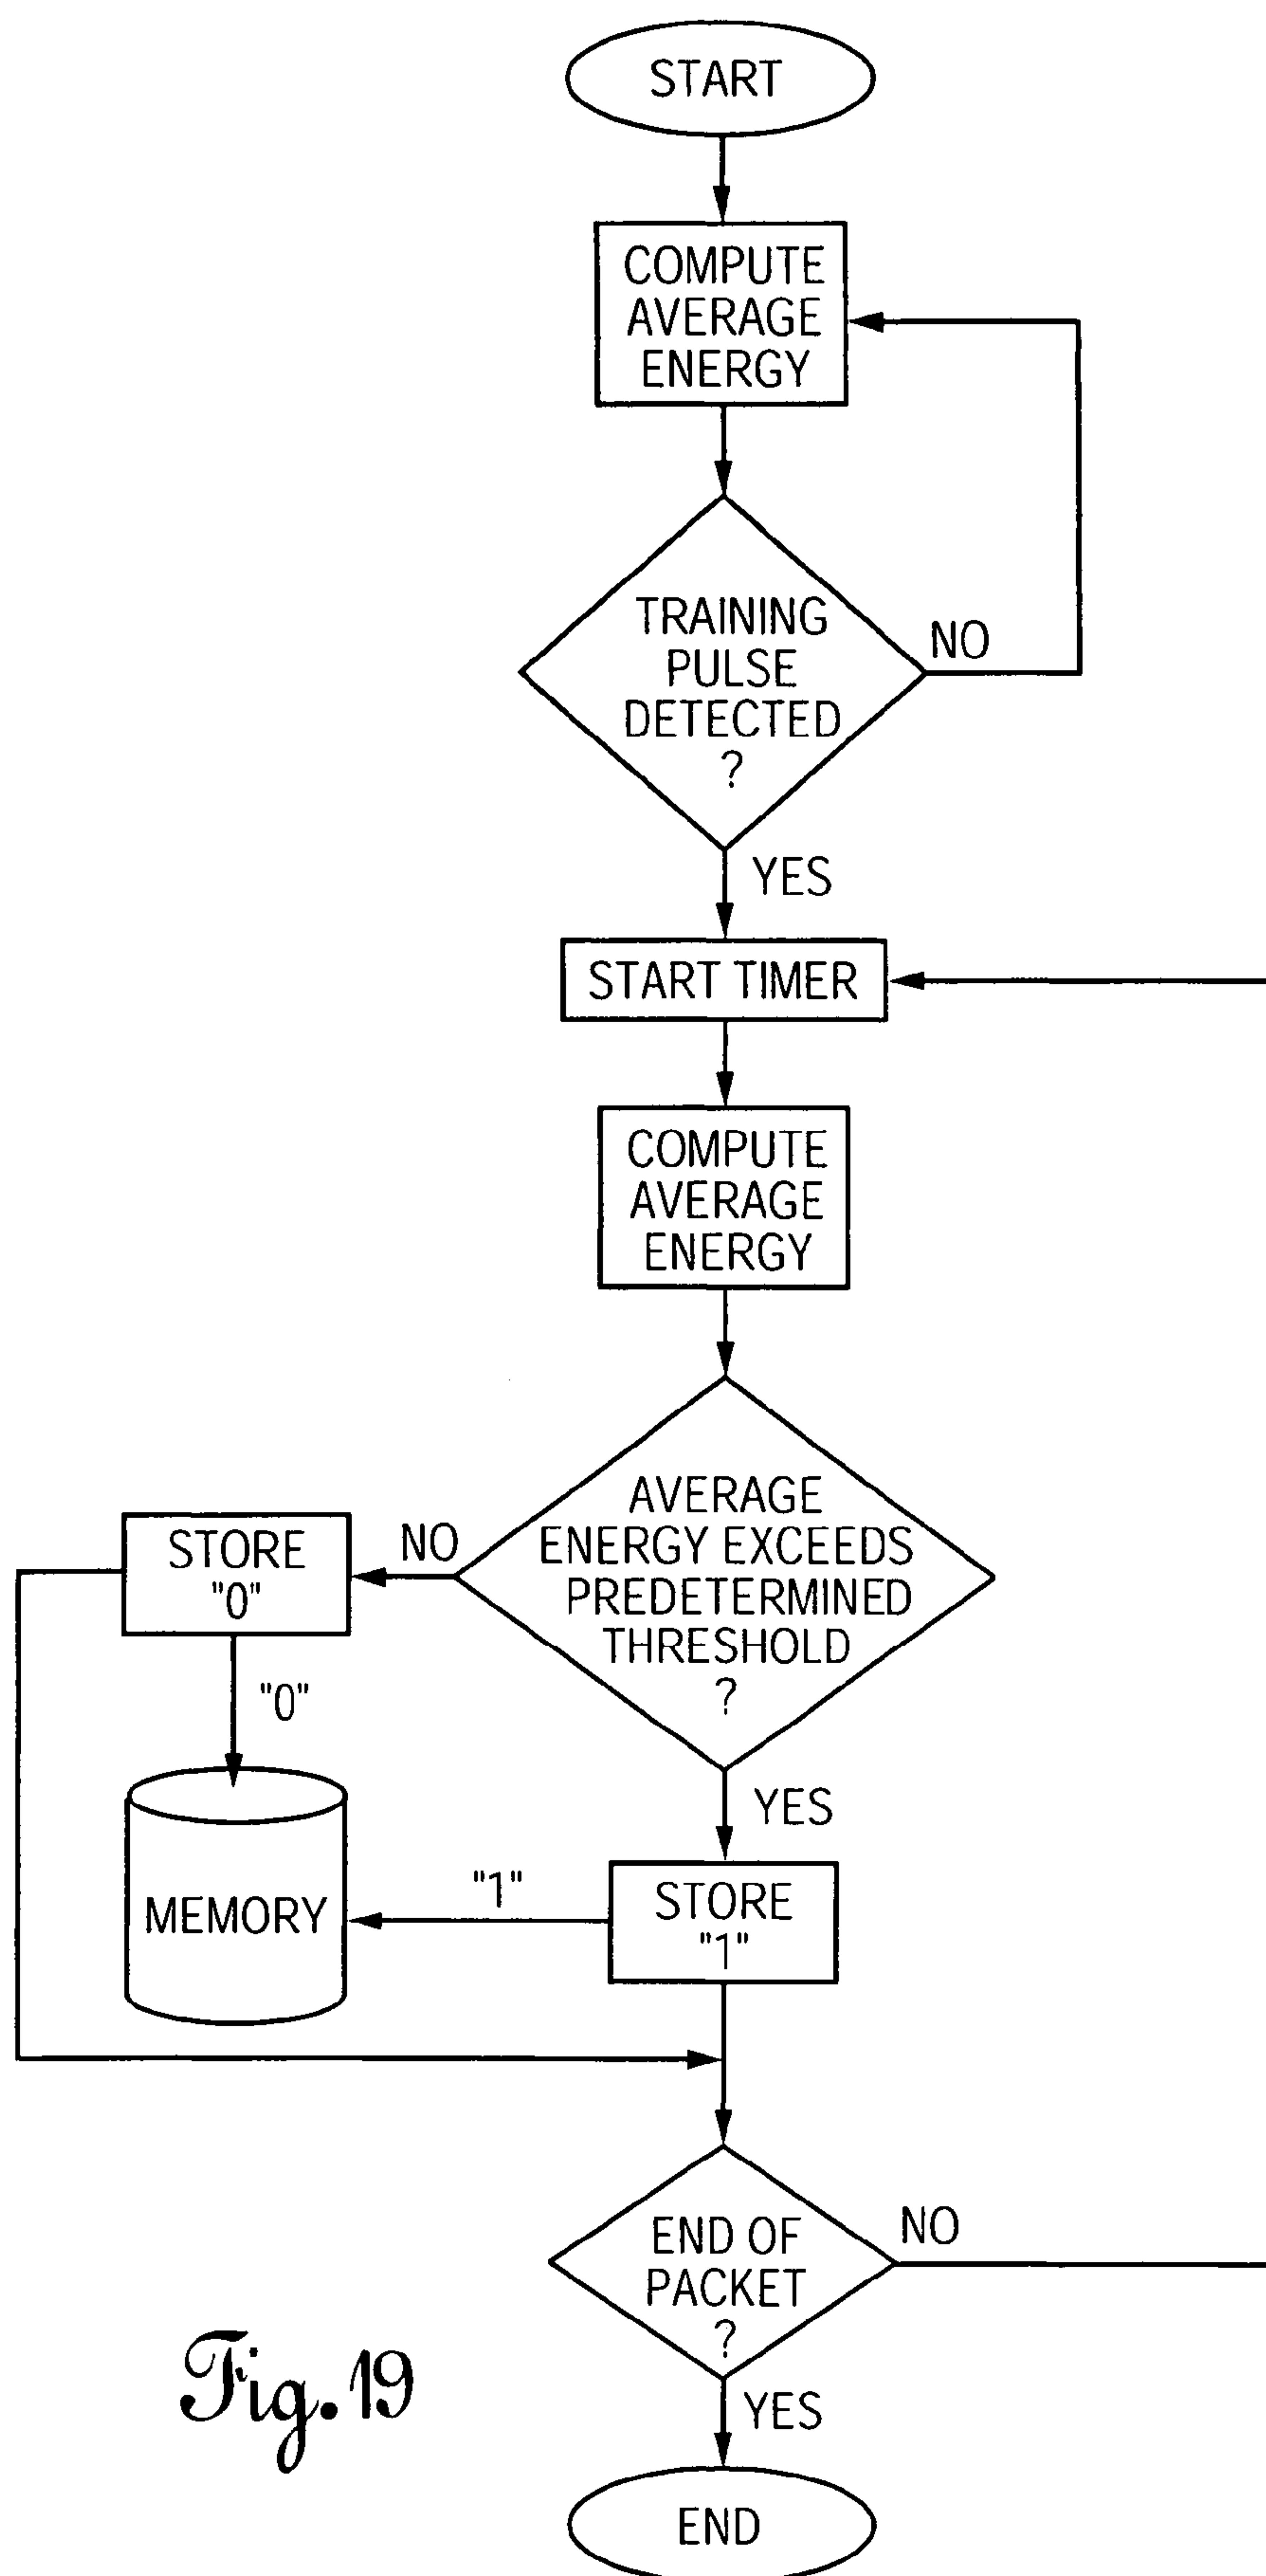 START
COMPUTE
AVERAGE
ENERGY
TRAINING
PULSE
DETECTED
?
NO
YES
START TIMER
COMPUTE
AVERAGE
ENERGY
AVERAGE
ENERGY EXCEEDS
PREDETERMINED
THRESHOLD
?
NO
STORE
"0"
"0"
MEMORY
YES
STORE
"1"
"1"
END OF
PACKET
?
NO
YES
END
Fig. 19